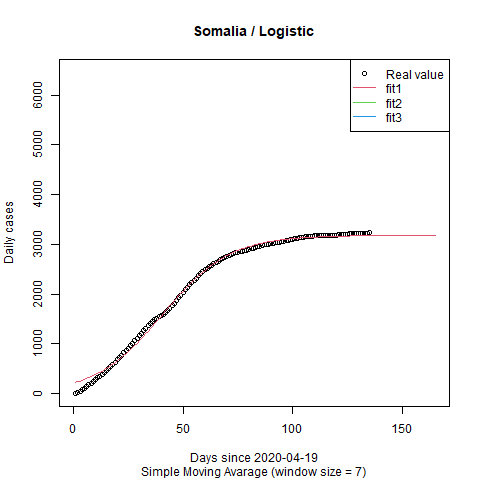 Somalia / Logistic
Real value
fit1
fit2
fit3
Daily cases
6000
5000
4000
3000
2000
1000
0
0 50 100 150
Days since 2020-04-19
Simple Moving Avarage (window size = 7)